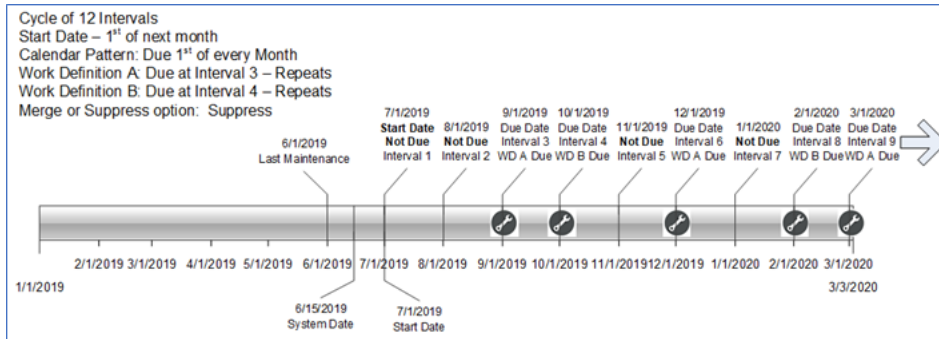 Cycle of 12 Intervals
Start Date – 1st of next month
Calendar Pattern: Due 1st of every Month
Work Definition A: Due at Interval 3 – Repeats
Work Definition B: Due at Interval 4 – Repeats
Merge or Suppress option: Suppress
6/1/2019
Last Maintenance
7/1/2019
Start Date
Not Due
Interval 1
8/1/2019
Not Due
Interval 2
9/1/2019
Due Date
Interval 3
WD A Due
10/1/2019
Due Date
Interval 4
WD B Due
11/1/2019
Not Due
Interval 5
12/1/2019
Due Date
Interval 6
WD A Due
1/1/2020
Not Due
Interval 7
2/1/2020
Due Date
Interval 8
WD B Due
3/1/2020
Due Date
Interval 9
WD A Due
2/1/2019 3/1/2019 4/1/2019 5/1/2019 6/1/2019 7/1/2019 8/1/2019 9/1/2019 10/1/2019 11/1/2019 12/1/2019 1/1/2020 2/1/2020 3/1/2020
1/1/2019 3/3/2020
6/15/2019
System Date
7/1/2019
Start Date